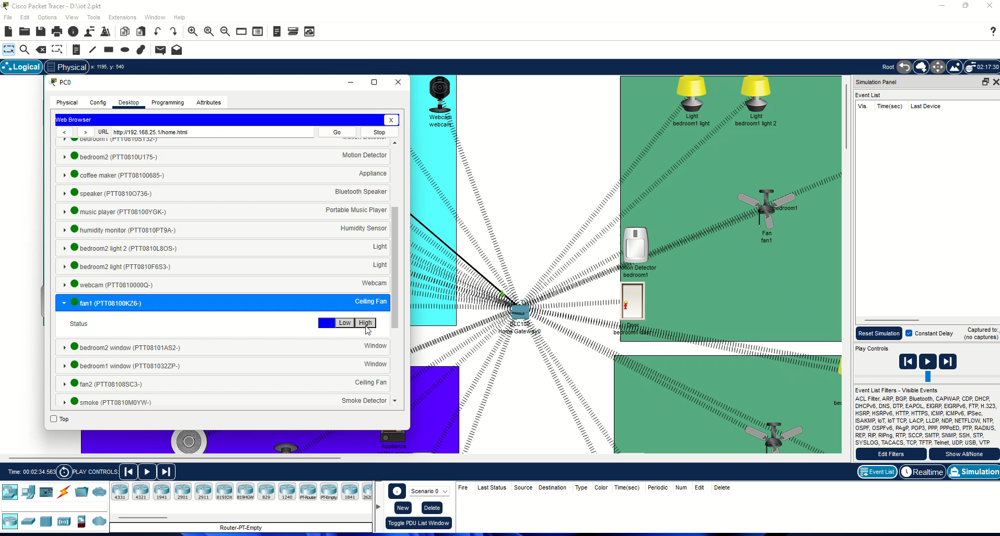 Cisco Packet Tracer - D:\iot 2.pkt
File Edit Options View Tools Extensions Window Help
Logical Physical x: 1195, y: 540
Root 02:17:30
PC0
Physical Config Desktop Programming Attributes
Web Browser X
< > URL http://192.168.25.1/home.html Go Stop
bedroom1 (PTT0810ST32-) Motion Detector
bedroom2 (PTT0810U175-) Motion Detector
coffee maker (PTT08100685-) Appliance
speaker (PTT0810O736-) Bluetooth Speaker
music player (PTT08100YGK-) Portable Music Player
humidity monitor (PTT0810PT9A-) Humidity Sensor
bedroom2 light 2 (PTT0810L8OS-) Light
bedroom2 light (PTT0810F6S3-) Light
webcam (PTT0810000Q-) Webcam
fan1 (PTT08100KZ6-) Ceiling Fan
Status Low High
bedroom2 window (PTT08101AS2-) Window
bedroom1 window (PTT081032ZP-) Window
fan2 (PTT08108SC3-) Ceiling Fan
smoke (PTT0810M0YW-) Smoke Detector
Top
Webcam
webcam
Light
bedroom1 light
Light
bedroom1 light 2
bedroom1
Fan
fan1
Motion Detector
bedroom1
DLC100
Home Gateway0
Door
bedroom1 door
Appliance
coffee maker
Simulation Panel
Event List
Vis. Time(sec) Last Device
Reset Simulation Constant Delay Captured to:
(no captures)
Play Controls
Event List Filters - Visible Events
ACL Filter, ARP, BGP, Bluetooth, CAPWAP, CDP, DHCP,
DHCPv6, DNS, DTP, EAPOL, EIGRP, EIGRPv6, FTP, H.323,
HSRP, HSRPv6, HTTP, HTTPS, ICMP, ICMPv6, IPSec,
ISAKMP, IoT, IoT TCP, LACP, LLDP, NDP, NETFLOW, NTP,
OSPF, OSPFv6, PAgP, POP3, PPP, PPPoED, PTP, RADIUS,
REP, RIP, RIPng, RTP, SCCP, SMTP, SNMP, SSH, STP,
SYSLOG, TACACS, TCP, TFTP, Telnet, UDP, USB, VTP
Edit Filters Show All/None
Time: 00:02:34.563 PLAY CONTROLS:
Event List Realtime Simulation
4331 4321 1941 2901 2911 819IOX 819HGW 829 1240 PT-Router PT-Empty 1841 2620
Router-PT-Empty
Scenario 0
New Delete
Toggle PDU List Window
Fire Last Status Source Destination Type Color Time(sec) Periodic Num Edit Delete